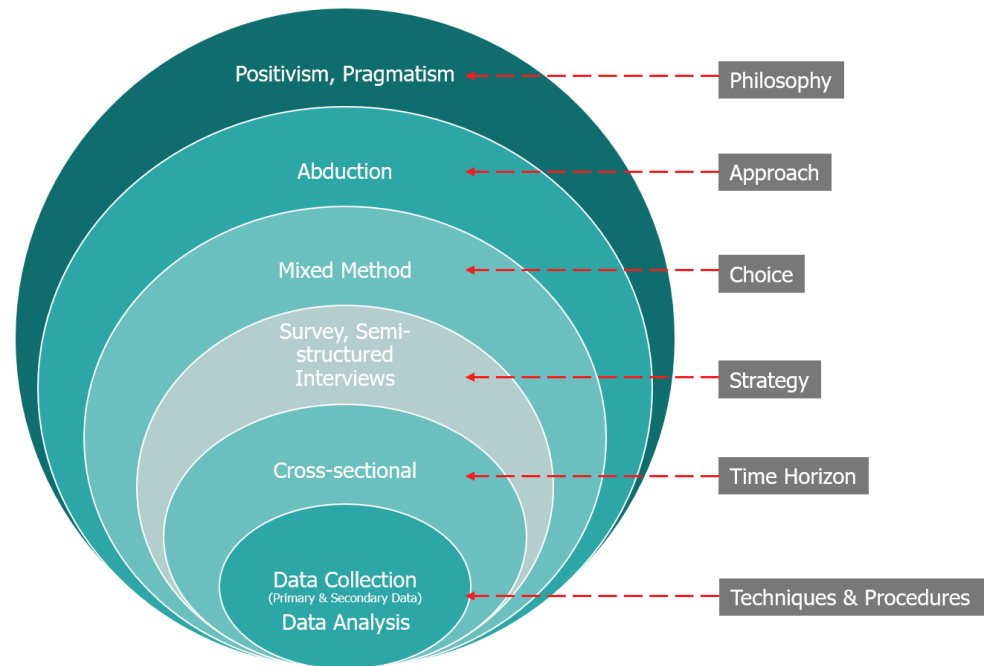 Positivism, Pragmatism
Philosophy
Abduction
Approach
Mixed Method
Choice
Survey, Semi-
structured
Interviews
Strategy
Cross-sectional
Time Horizon
Data Collection
(Primary & Secondary Data)
Data Analysis
Techniques & Procedures